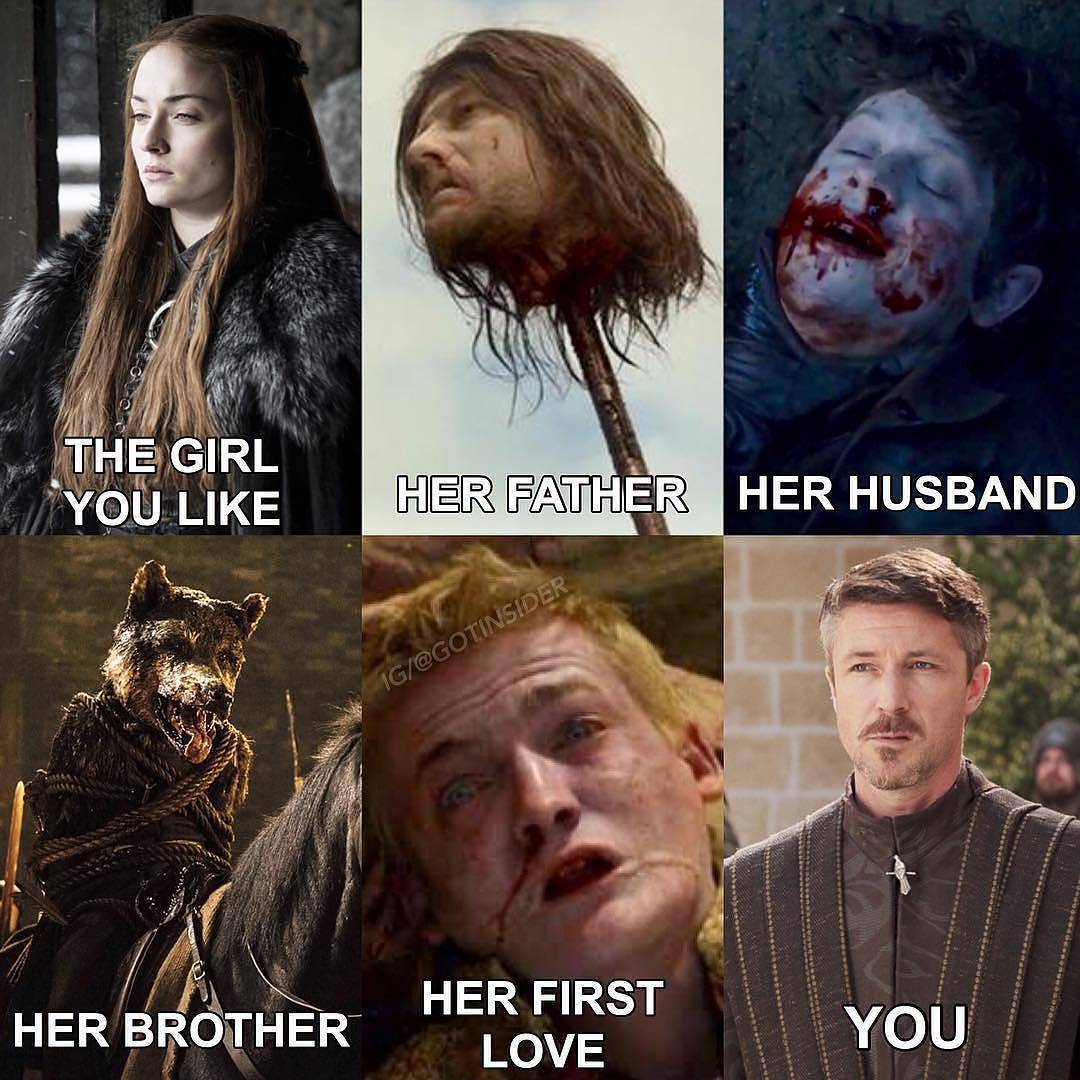 THE GIRL
YOU LIKE
HER FATHER
HER HUSBAND
HER BROTHER
IG/@GOTINSIDER
HER FIRST
LOVE
YOU